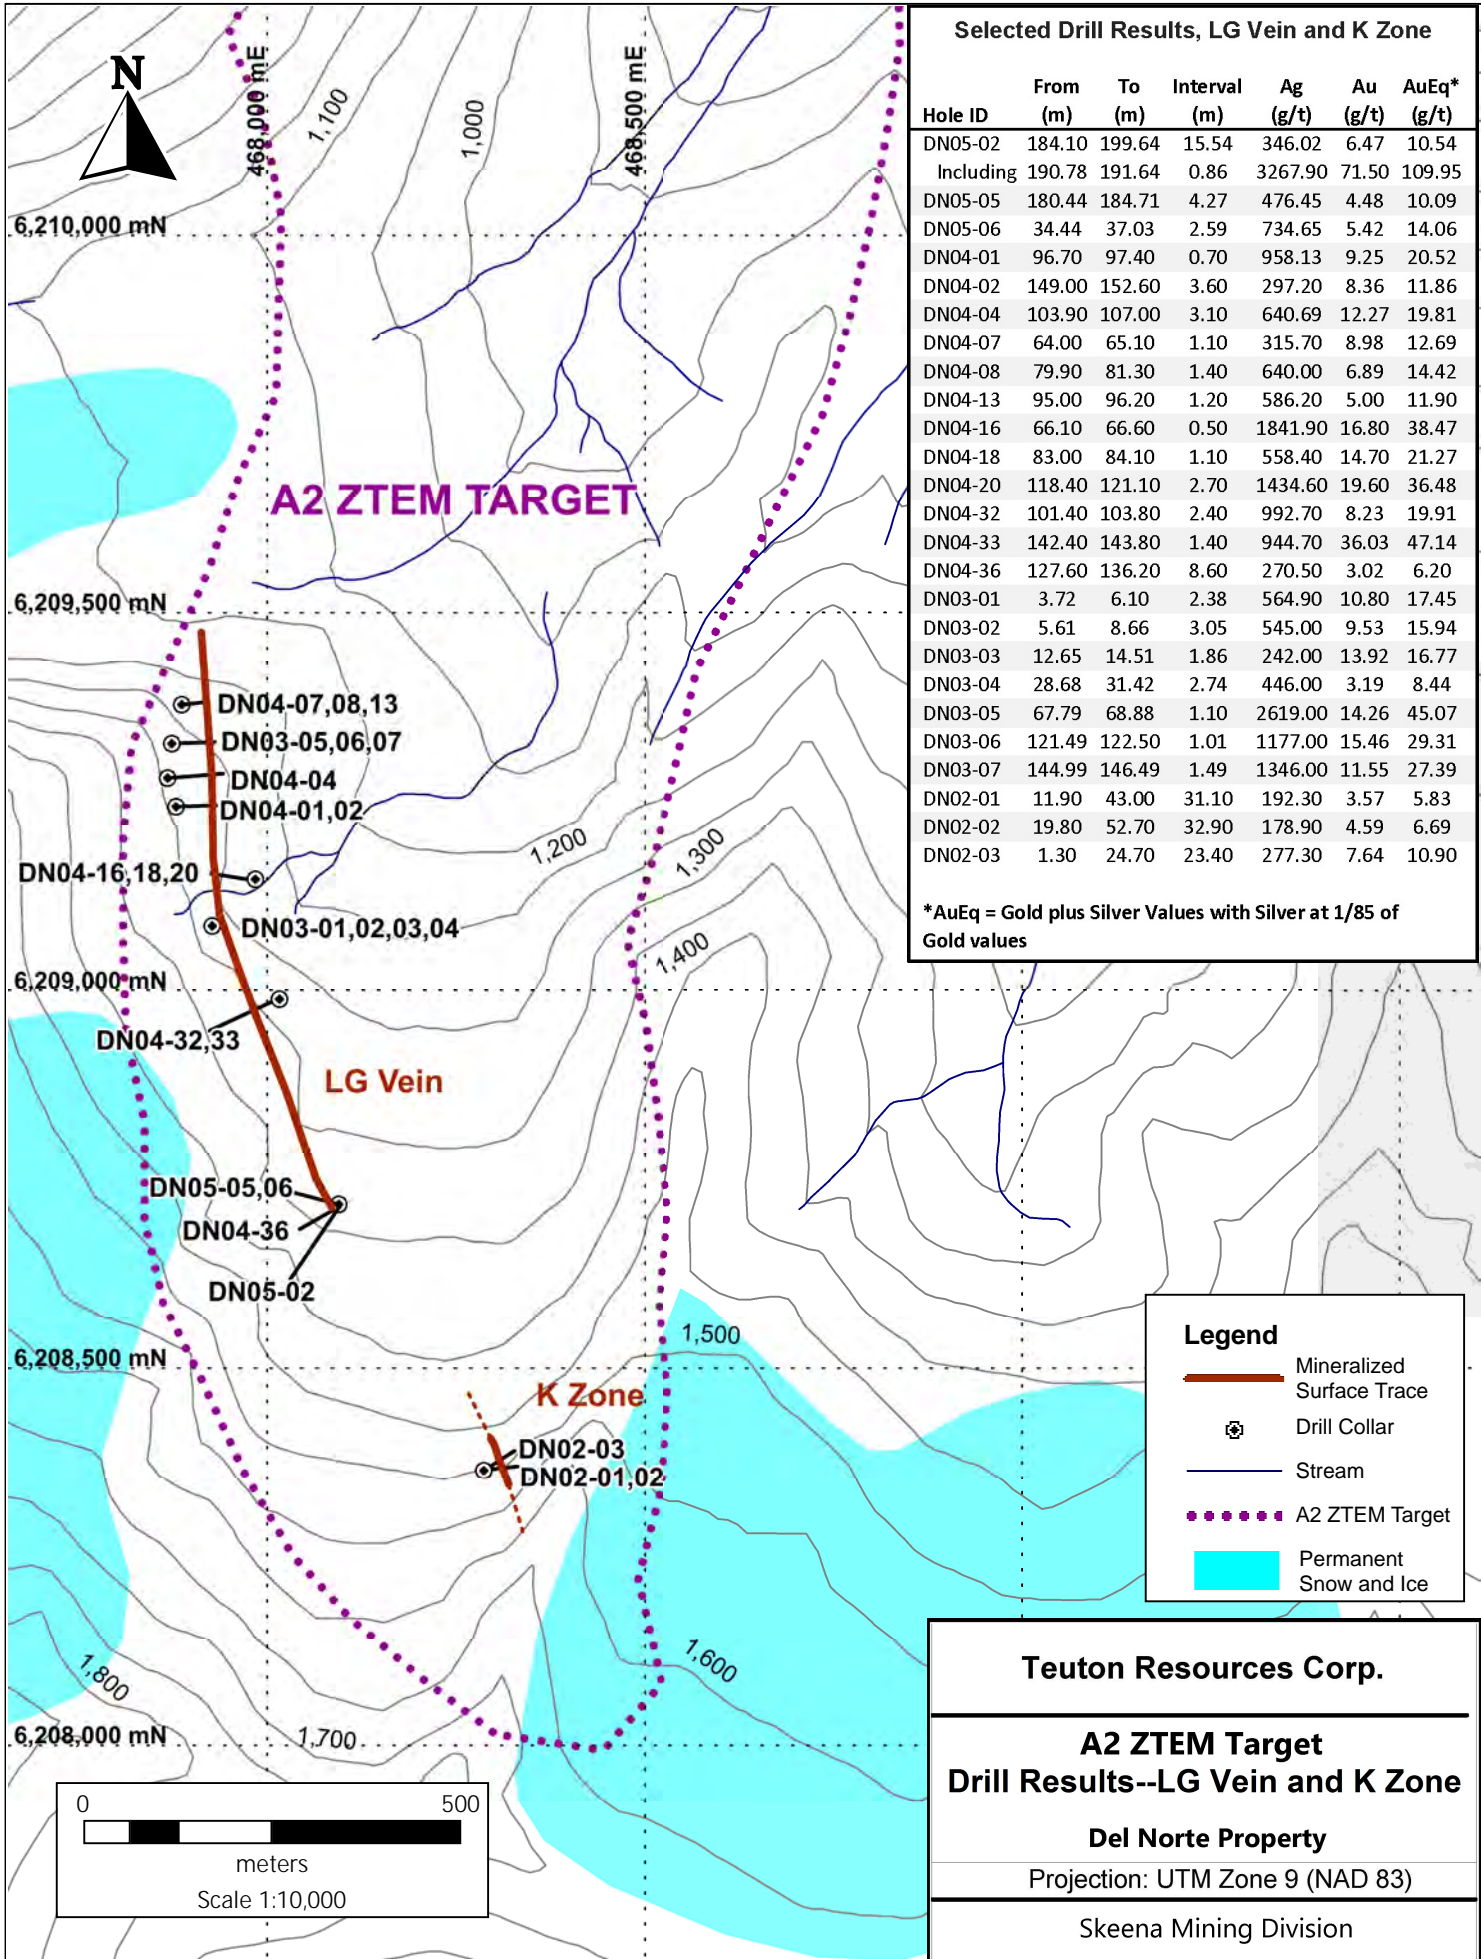 N
468,000 mE
1,100
1,000
468,500 mE
6,210,000 mN
A2 ZTEM TARGET
6,209,500 mN
DN04-07,08,13
DN03-05,06,07
DN04-04
DN04-01,02
DN04-16,18,20
DN03-01,02,03,04
1,200
1,300
1,400
6,209,000 mN
DN04-32,33
LG Vein
DN05-05,06
DN04-36
DN05-02
6,208,500 mN
1,500
K Zone
DN02-03
DN02-01,02
1,600
1,800
6,208,000 mN
1,700
0 500
meters
Scale 1:10,000
Selected Drill Results, LG Vein and K Zone
From To Interval Ag Au AuEq*
Hole ID (m) (m) (m) (g/t) (g/t) (g/t)
DN05-02 184.10 199.64 15.54 346.02 6.47 10.54
Including 190.78 191.64 0.86 3267.90 71.50 109.95
DN05-05 180.44 184.71 4.27 476.45 4.48 10.09
DN05-06 34.44 37.03 2.59 734.65 5.42 14.06
DN04-01 96.70 97.40 0.70 958.13 9.25 20.52
DN04-02 149.00 152.60 3.60 297.20 8.36 11.86
DN04-04 103.90 107.00 3.10 640.69 12.27 19.81
DN04-07 64.00 65.10 1.10 315.70 8.98 12.69
DN04-08 79.90 81.30 1.40 640.00 6.89 14.42
DN04-13 95.00 96.20 1.20 586.20 5.00 11.90
DN04-16 66.10 66.60 0.50 1841.90 16.80 38.47
DN04-18 83.00 84.10 1.10 558.40 14.70 21.27
DN04-20 118.40 121.10 2.70 1434.60 19.60 36.48
DN04-32 101.40 103.80 2.40 992.70 8.23 19.91
DN04-33 142.40 143.80 1.40 944.70 36.03 47.14
DN04-36 127.60 136.20 8.60 270.50 3.02 6.20
DN03-01 3.72 6.10 2.38 564.90 10.80 17.45
DN03-02 5.61 8.66 3.05 545.00 9.53 15.94
DN03-03 12.65 14.51 1.86 242.00 13.92 16.77
DN03-04 28.68 31.42 2.74 446.00 3.19 8.44
DN03-05 67.79 68.88 1.10 2619.00 14.26 45.07
DN03-06 121.49 122.50 1.01 1177.00 15.46 29.31
DN03-07 144.99 146.49 1.49 1346.00 11.55 27.39
DN02-01 11.90 43.00 31.10 192.30 3.57 5.83
DN02-02 19.80 52.70 32.90 178.90 4.59 6.69
DN02-03 1.30 24.70 23.40 277.30 7.64 10.90
*AuEq = Gold plus Silver Values with Silver at 1/85 of
Gold values
Legend
Mineralized
Surface Trace
Drill Collar
Stream
A2 ZTEM Target
Permanent
Snow and Ice
Teuton Resources Corp.
A2 ZTEM Target
Drill Results--LG Vein and K Zone
Del Norte Property
Projection: UTM Zone 9 (NAD 83)
Skeena Mining Division